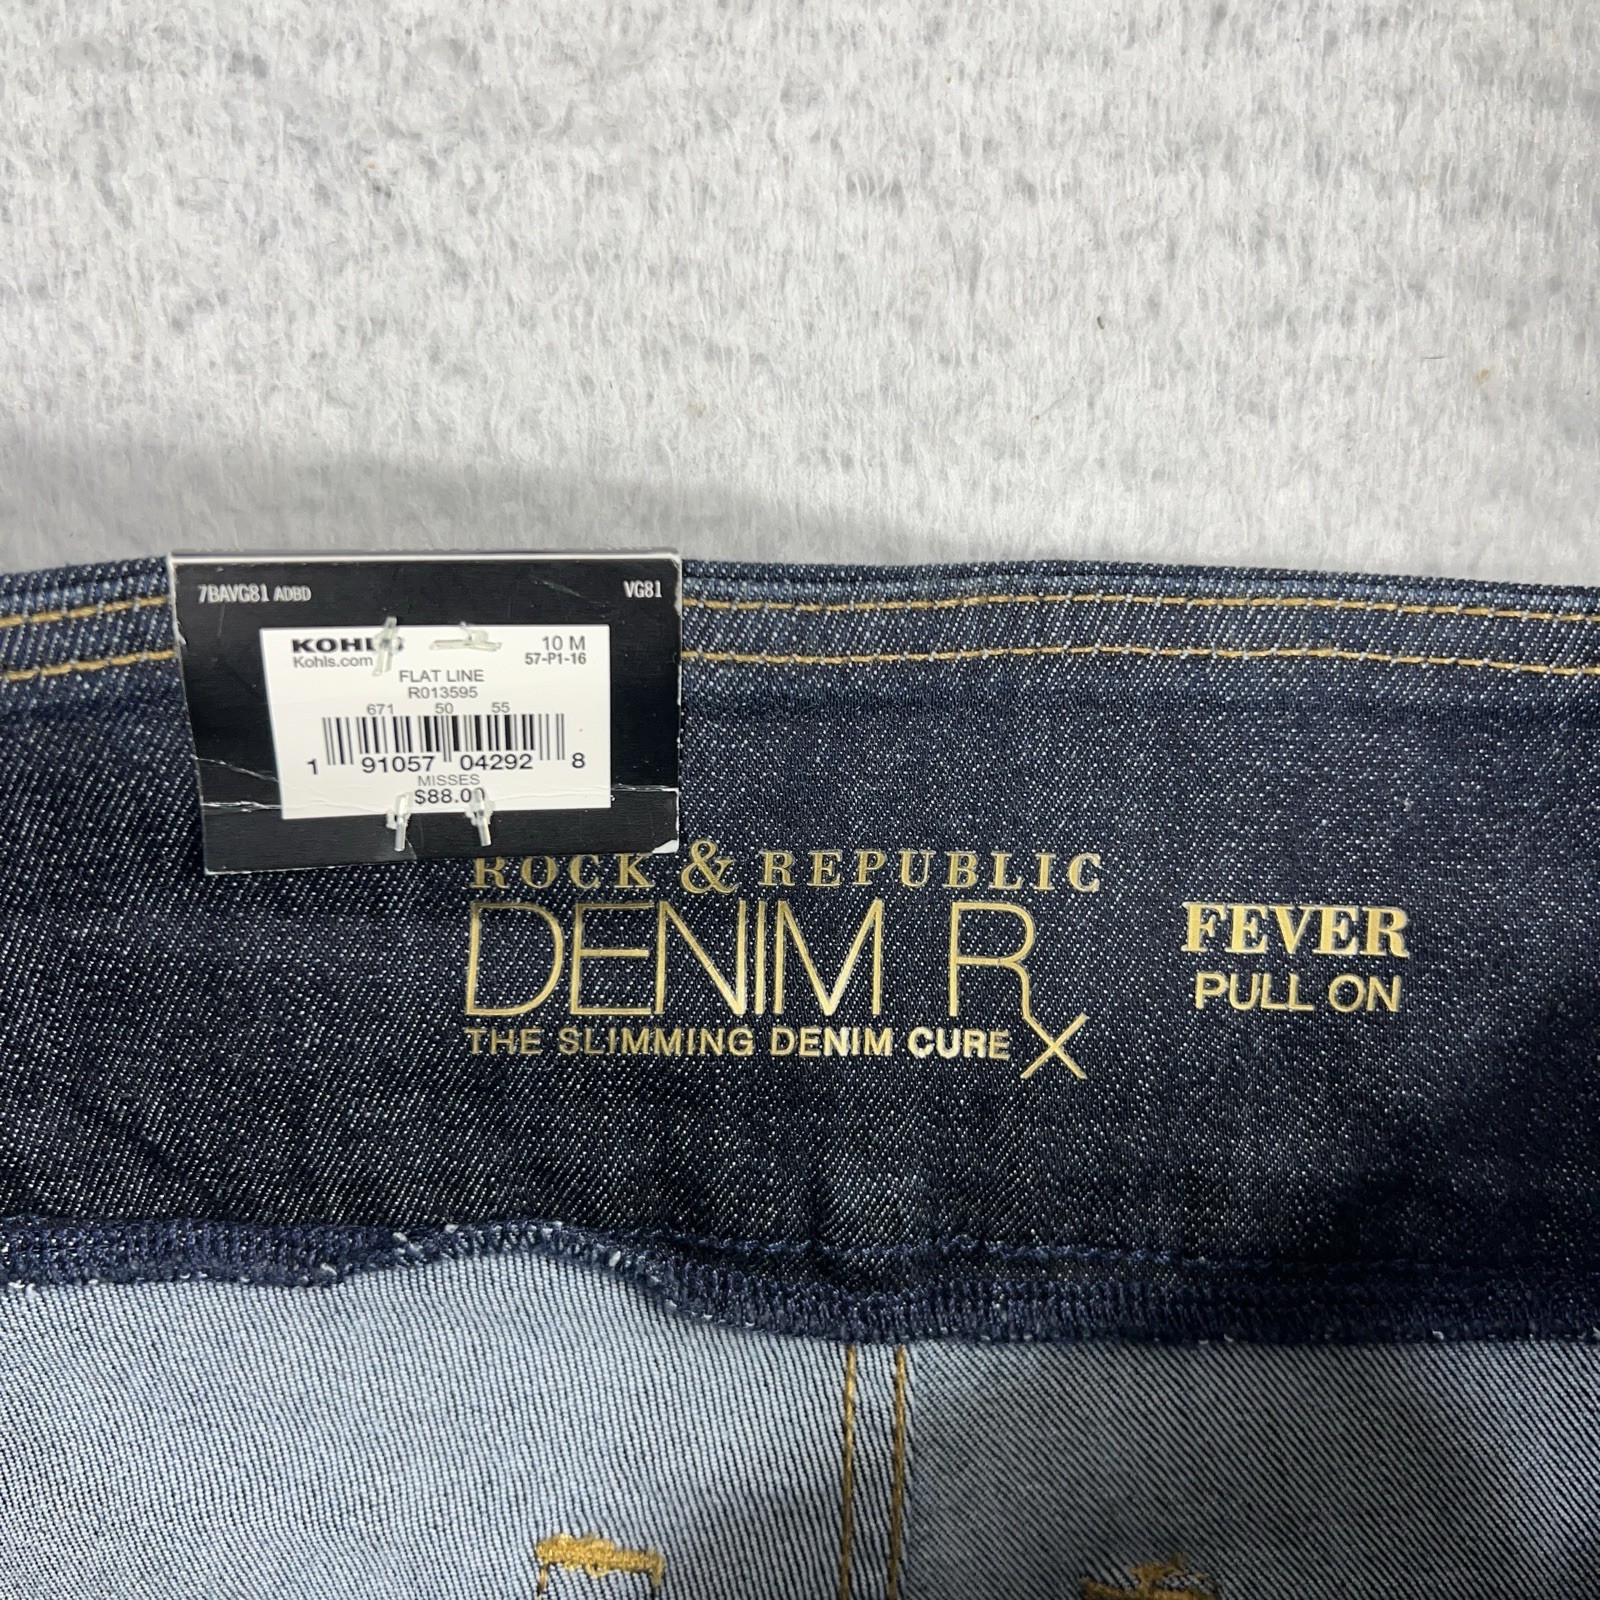 7BAVG81 ADBD VG81
KOHL'S 10 M
Kohls.com 57-P1-16
FLAT LINE
R013595
671 50 55
1 91057 04292 8
MISSES
$88.00
ROCK & REPUBLIC
DENIM RX
THE SLIMMING DENIM CURE
FEVER
PULL ON